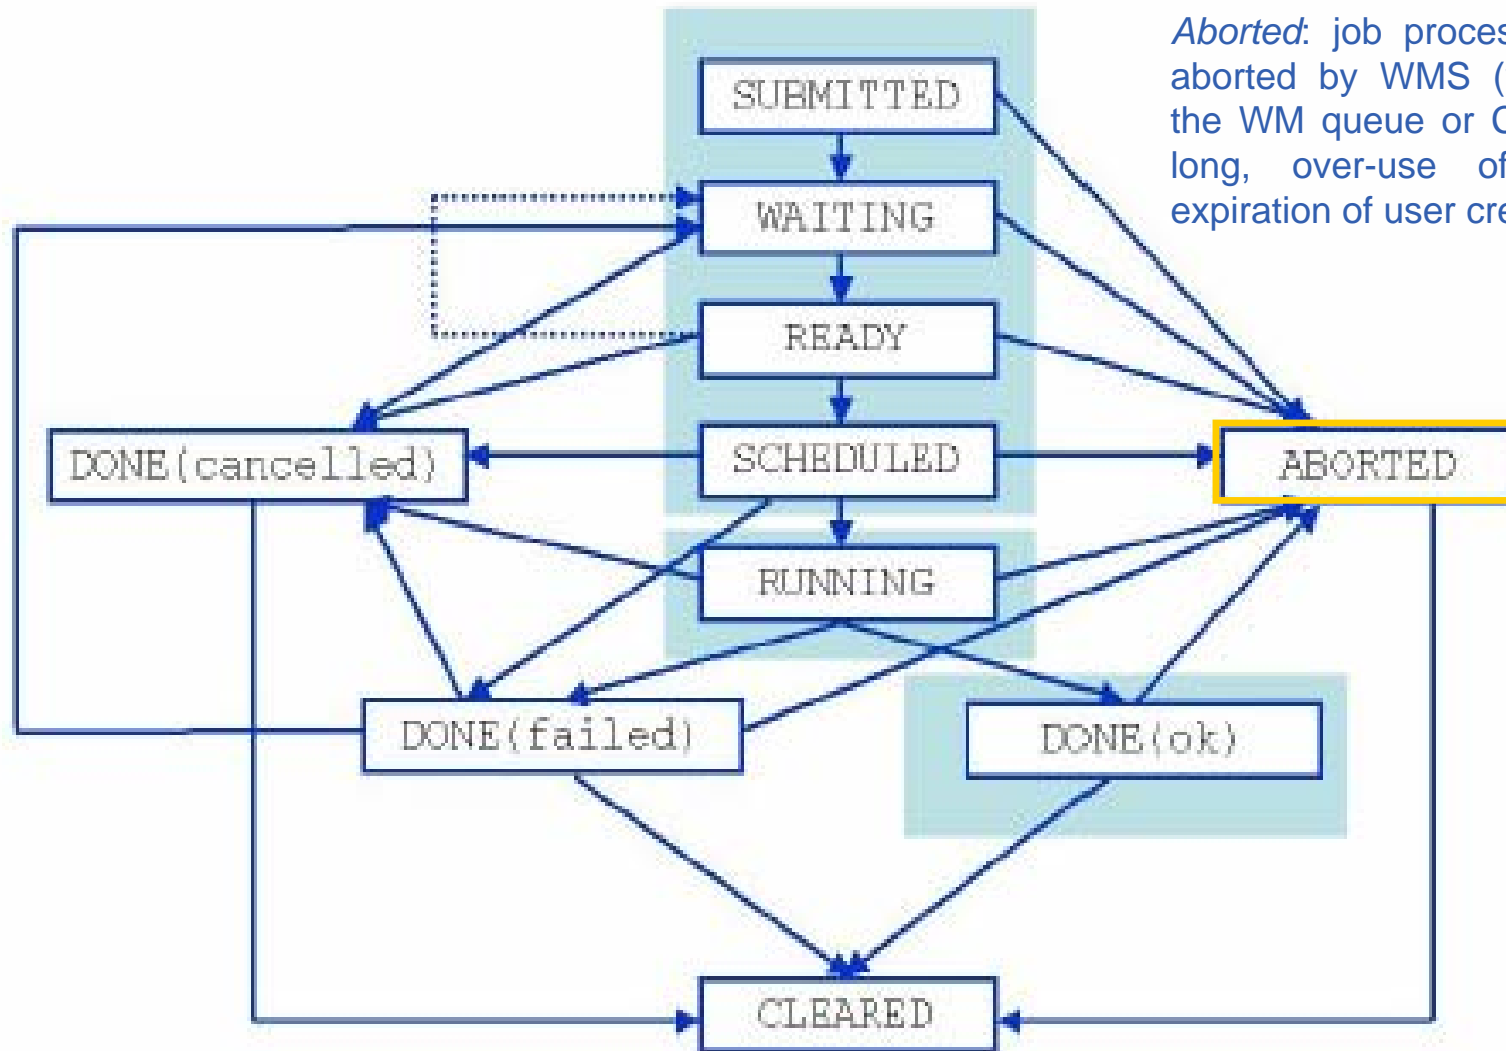 Aborted: job proces
aborted by WMS (
the WM queue or C
long, over-use of
expiration of user cre
SUBMITTED
WAITING
READY
SCHEDULED
DONE(cancelled)
ABORTED
RUNNING
DONE(failed)
DONE(ok)
CLEARED